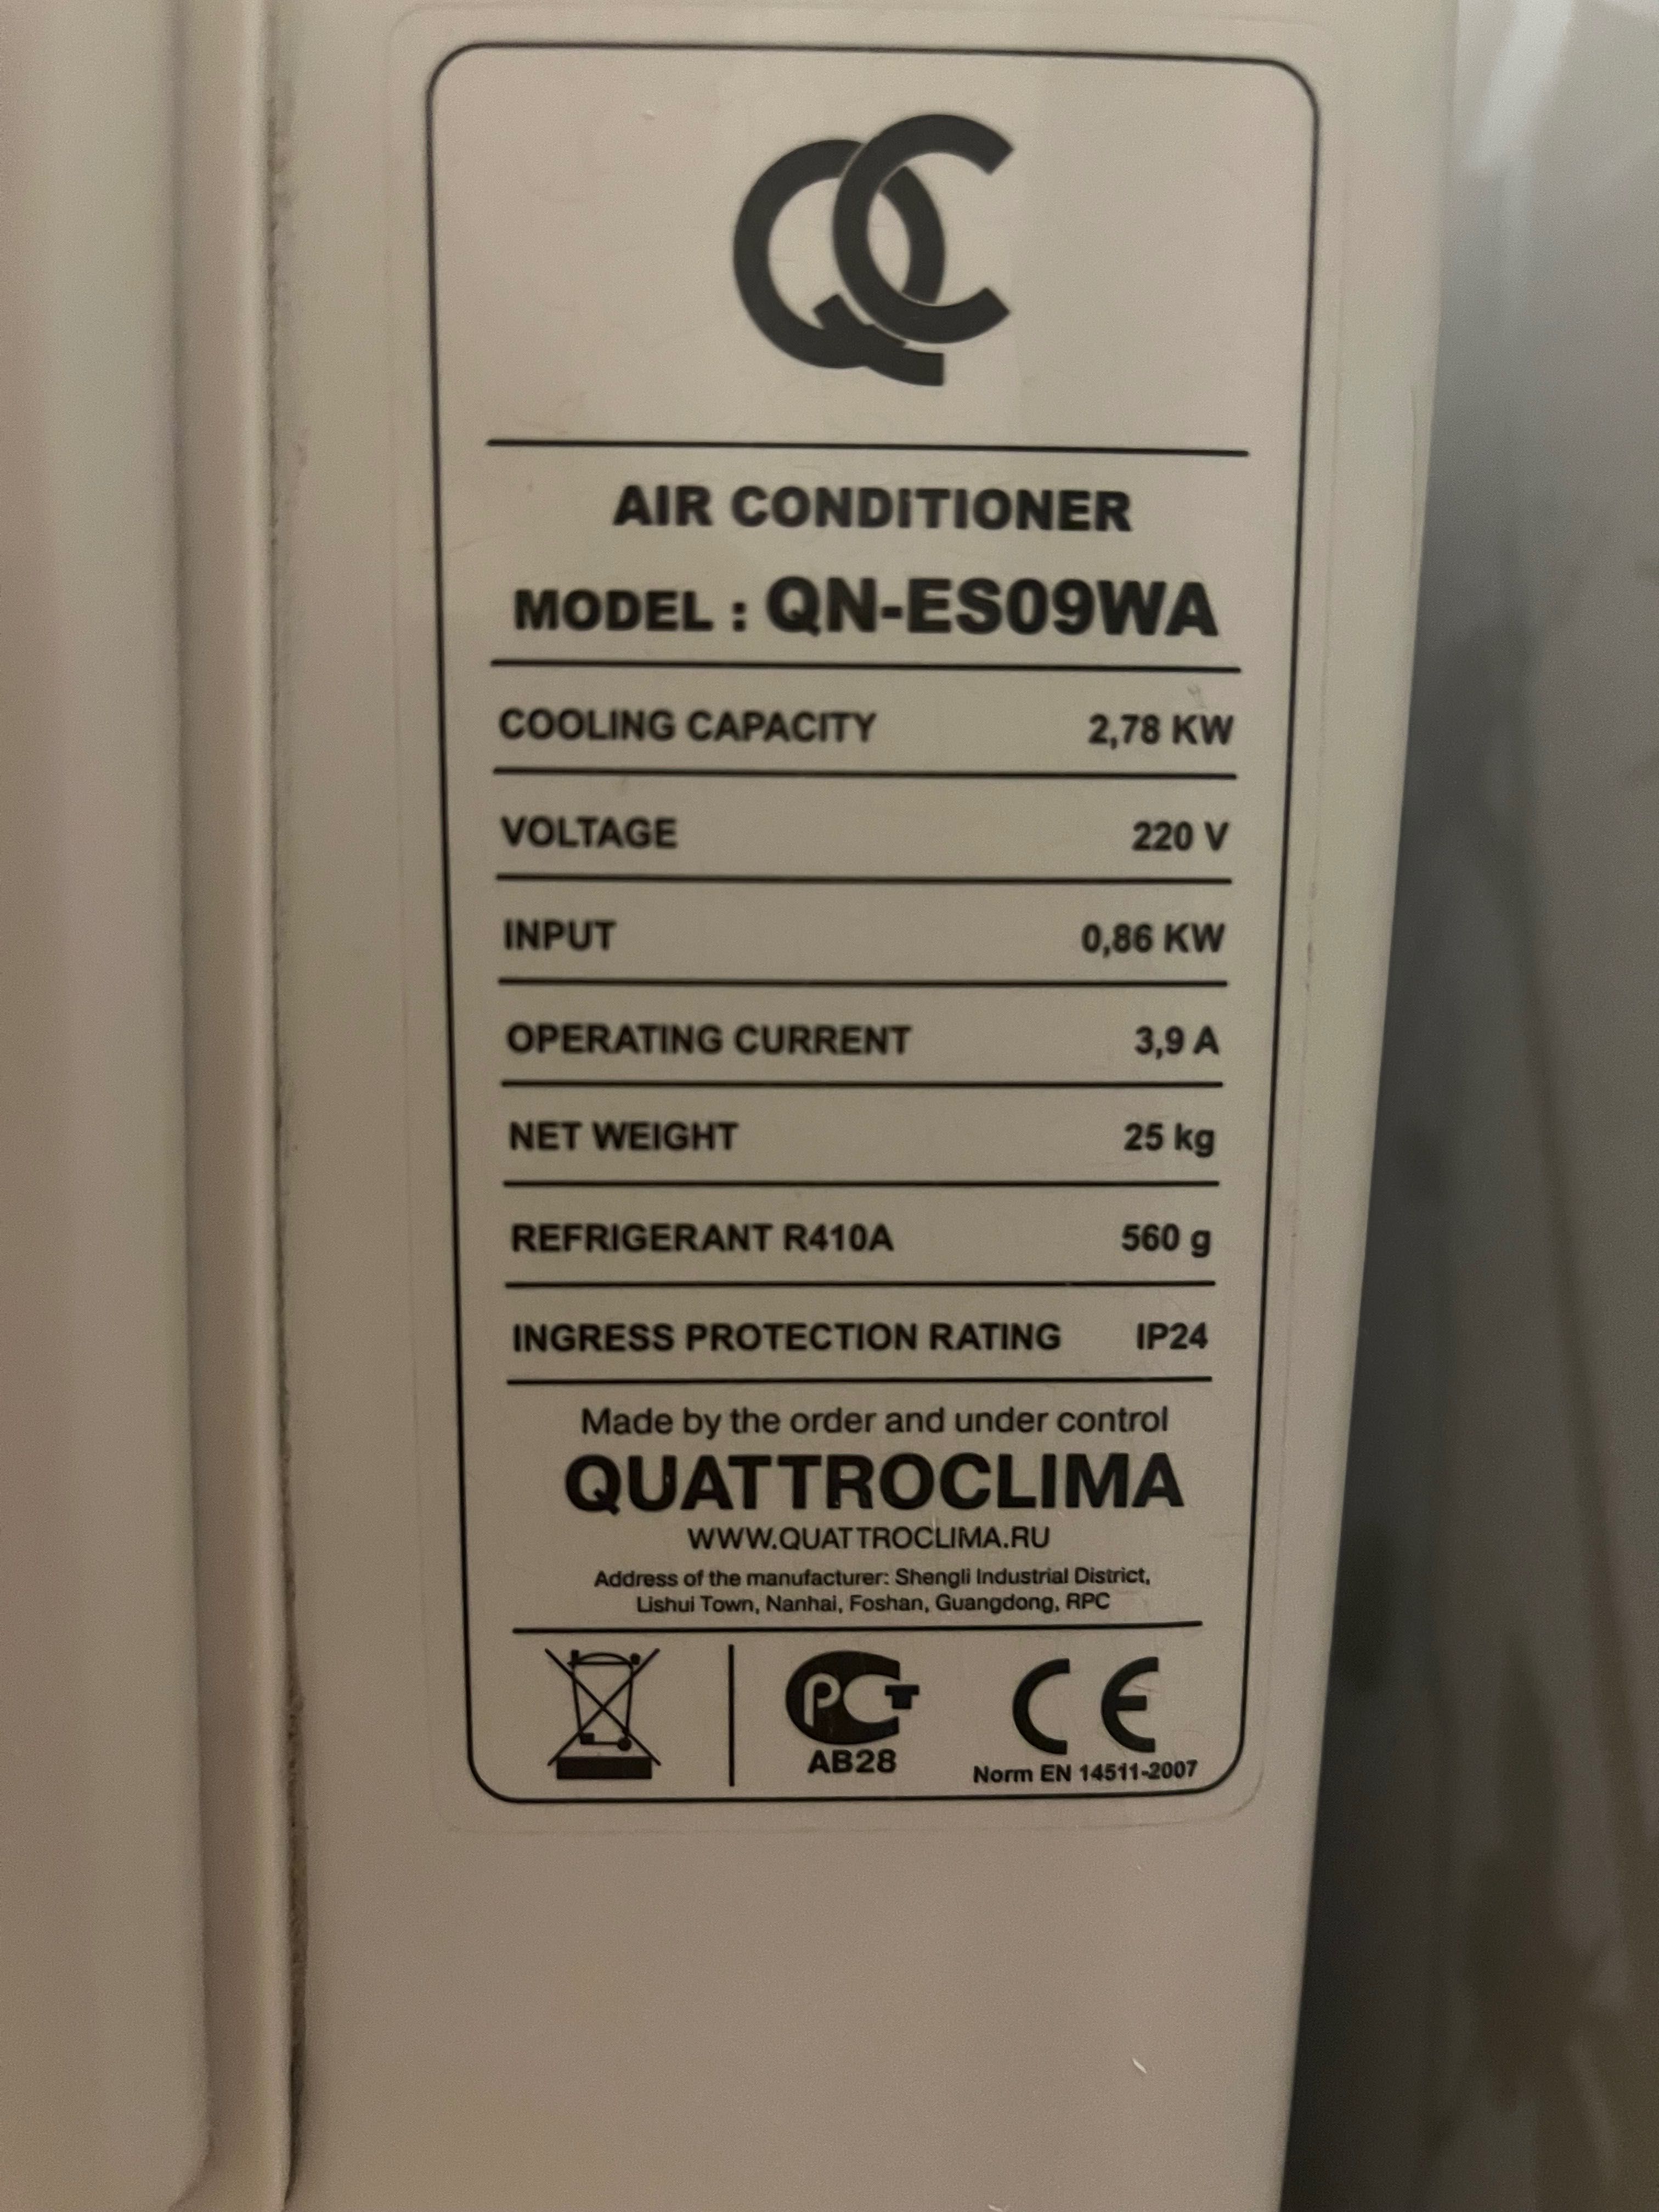 QC
AIR CONDITIONER
MODEL : QN-ES09WA
COOLING CAPACITY 2,78 KW
VOLTAGE 220 V
INPUT 0,86 KW
OPERATING CURRENT 3,9 A
NET WEIGHT 25 kg
REFRIGERANT R410A 560 g
INGRESS PROTECTION RATING IP24
Made by the order and under control
QUATTROCLIMA
WWW.QUATTROCLIMA.RU
Address of the manufacturer: Shengli Industrial District,
Lishui Town, Nanhai, Foshan, Guangdong, RPC
РСТ CE
AB28 Norm EN 14511-2007